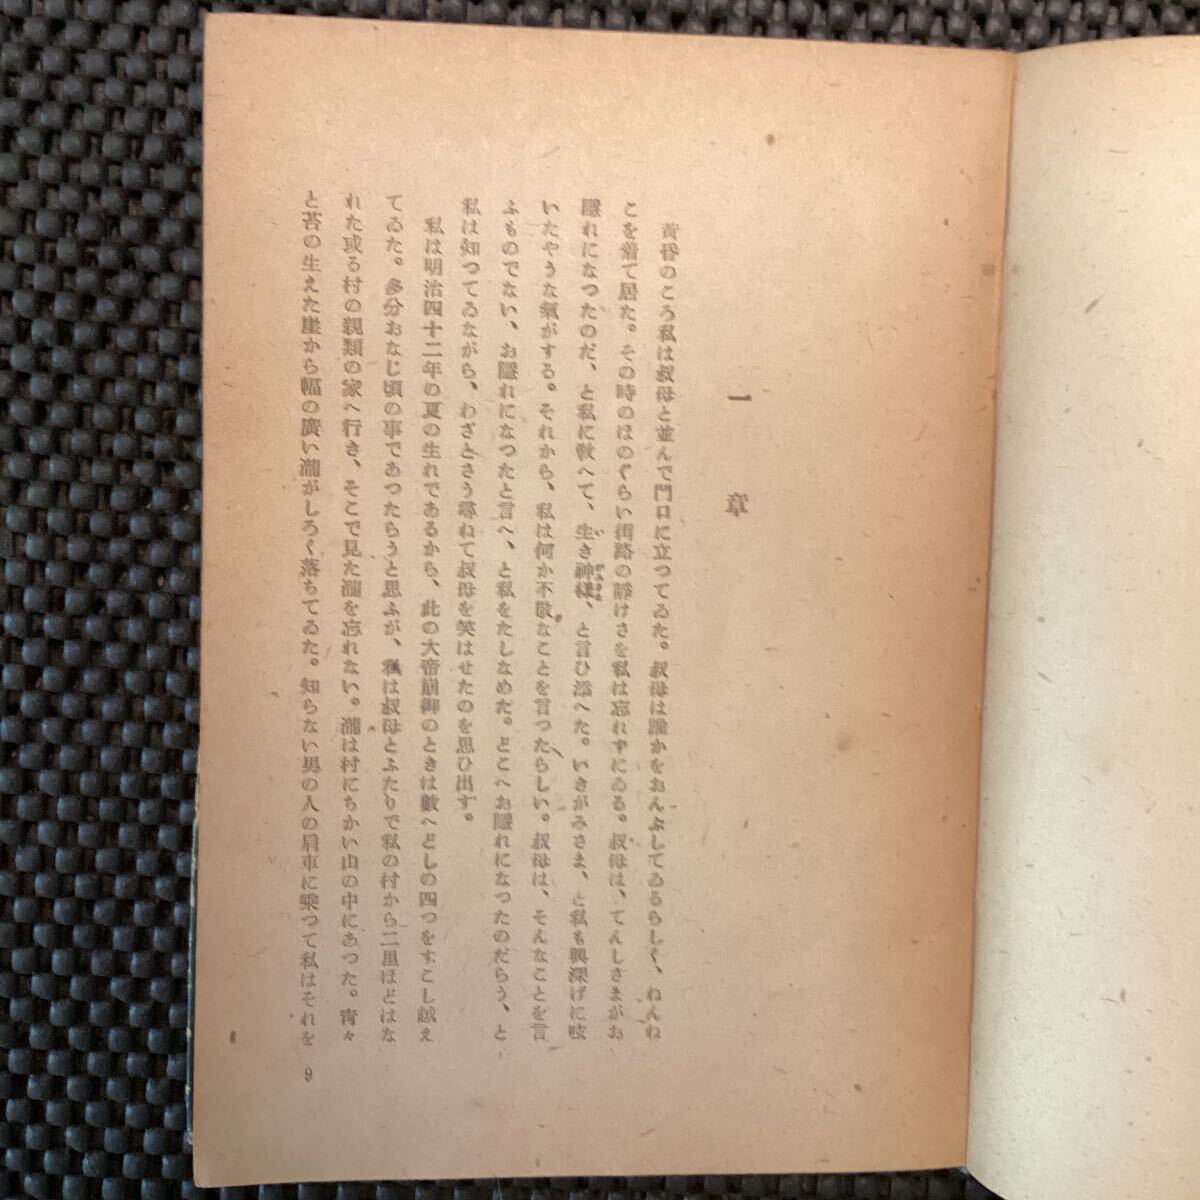 一章
黄昏のころ私は叔母と並んで門口に立つてゐた。叔母は誰かをおんぶしてゐるらしく、ねんね
こを着て居た。その時のほのぐらい街路の靜けさを私は忘れずにゐる。叔母は、てんしさまがお
隱れになつたのだ、と私に敎へて、生き神樣、と言ひ添へた。いきがみさま、と私も興深げに呟
いたやうな氣がする。それから、私は何か不敬なことを言つたらしい。叔母は、そんなことを言
ふものでない、お隱れになつたと言へ、と私をたしなめた。どこへお隱れになつたのだらう、と
私は知つてゐながら、わざとさう尋ねて叔母を笑はせたのを思ひ出す。
私は明治四十二年の夏の生れであるから、此の大帝崩御のときは數へどしの四つをすこし越え
てゐた。多分おなじ頃の事であつたらうと思ふが、私は叔母とふたりで私の村から二里ほどはな
れた或る村の親類の家へ行き、そこで見た瀧を忘れない。瀧は村にちかい山の中にあつた。靑々
と苔の生えた崖から幅の廣い瀧がしろく落ちてゐた。知らない男の人の肩車に乘つて私はそれを
9